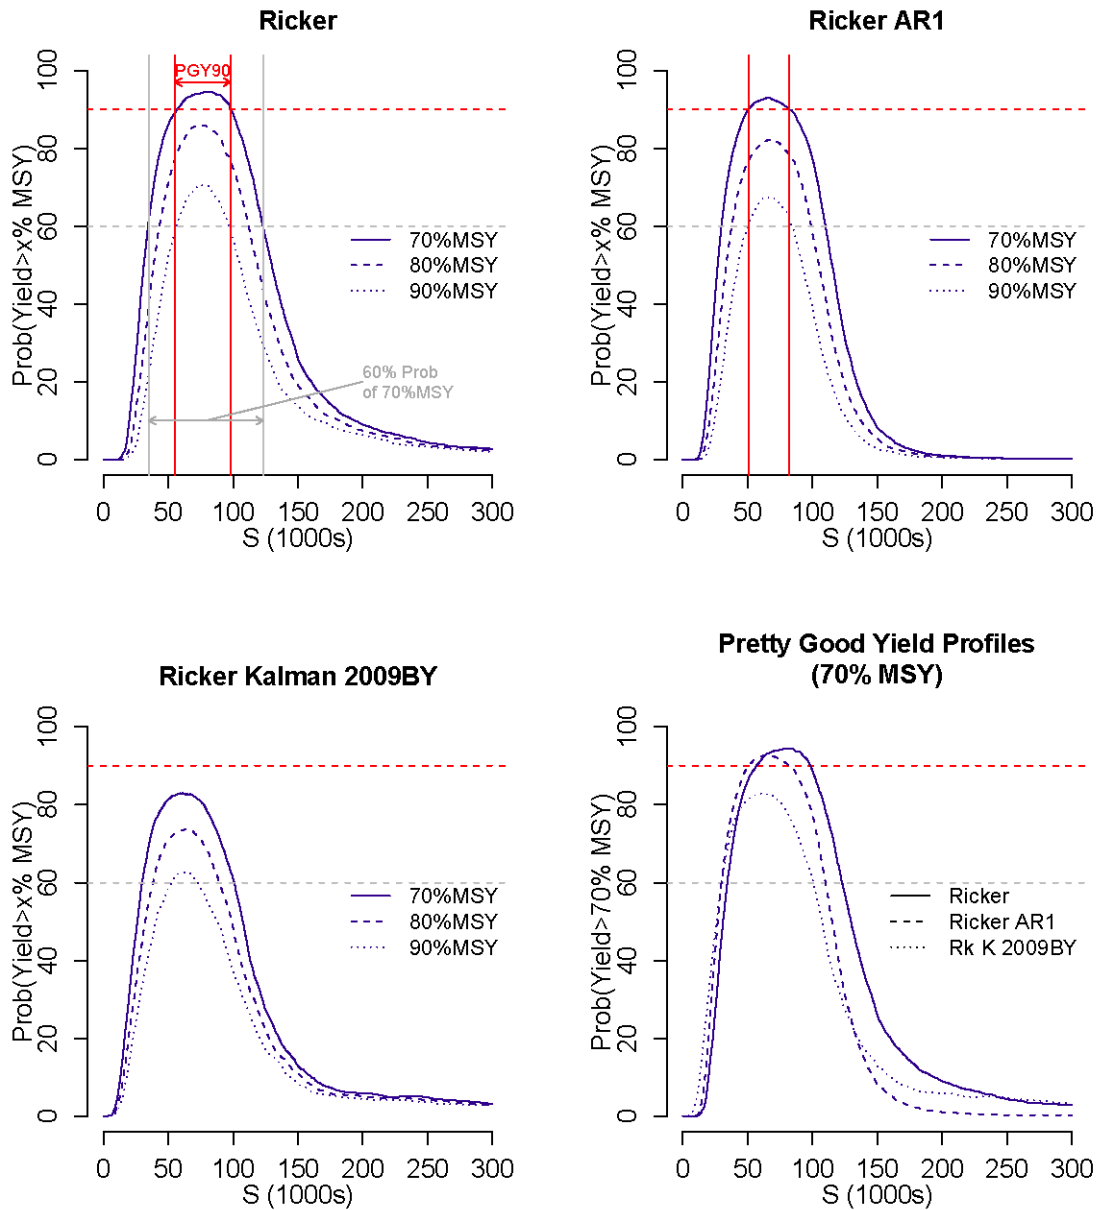 Ricker
Prob(Yield>x% MSY)
100
80
60
40
20
0
PGY90
70%MSY
80%MSY
90%MSY
60% Prob
of 70%MSY
0 50 100 150 200 250 300
S (1000s)
Ricker AR1
Prob(Yield>x% MSY)
100
80
60
40
20
0
70%MSY
80%MSY
90%MSY
0 50 100 150 200 250 300
S (1000s)
Ricker Kalman 2009BY
Prob(Yield>x% MSY)
100
80
60
40
20
0
70%MSY
80%MSY
90%MSY
0 50 100 150 200 250 300
S (1000s)
Pretty Good Yield Profiles
(70% MSY)
Prob(Yield>70% MSY)
100
80
60
40
20
0
Ricker
Ricker AR1
Rk K 2009BY
0 50 100 150 200 250 300
S (1000s)